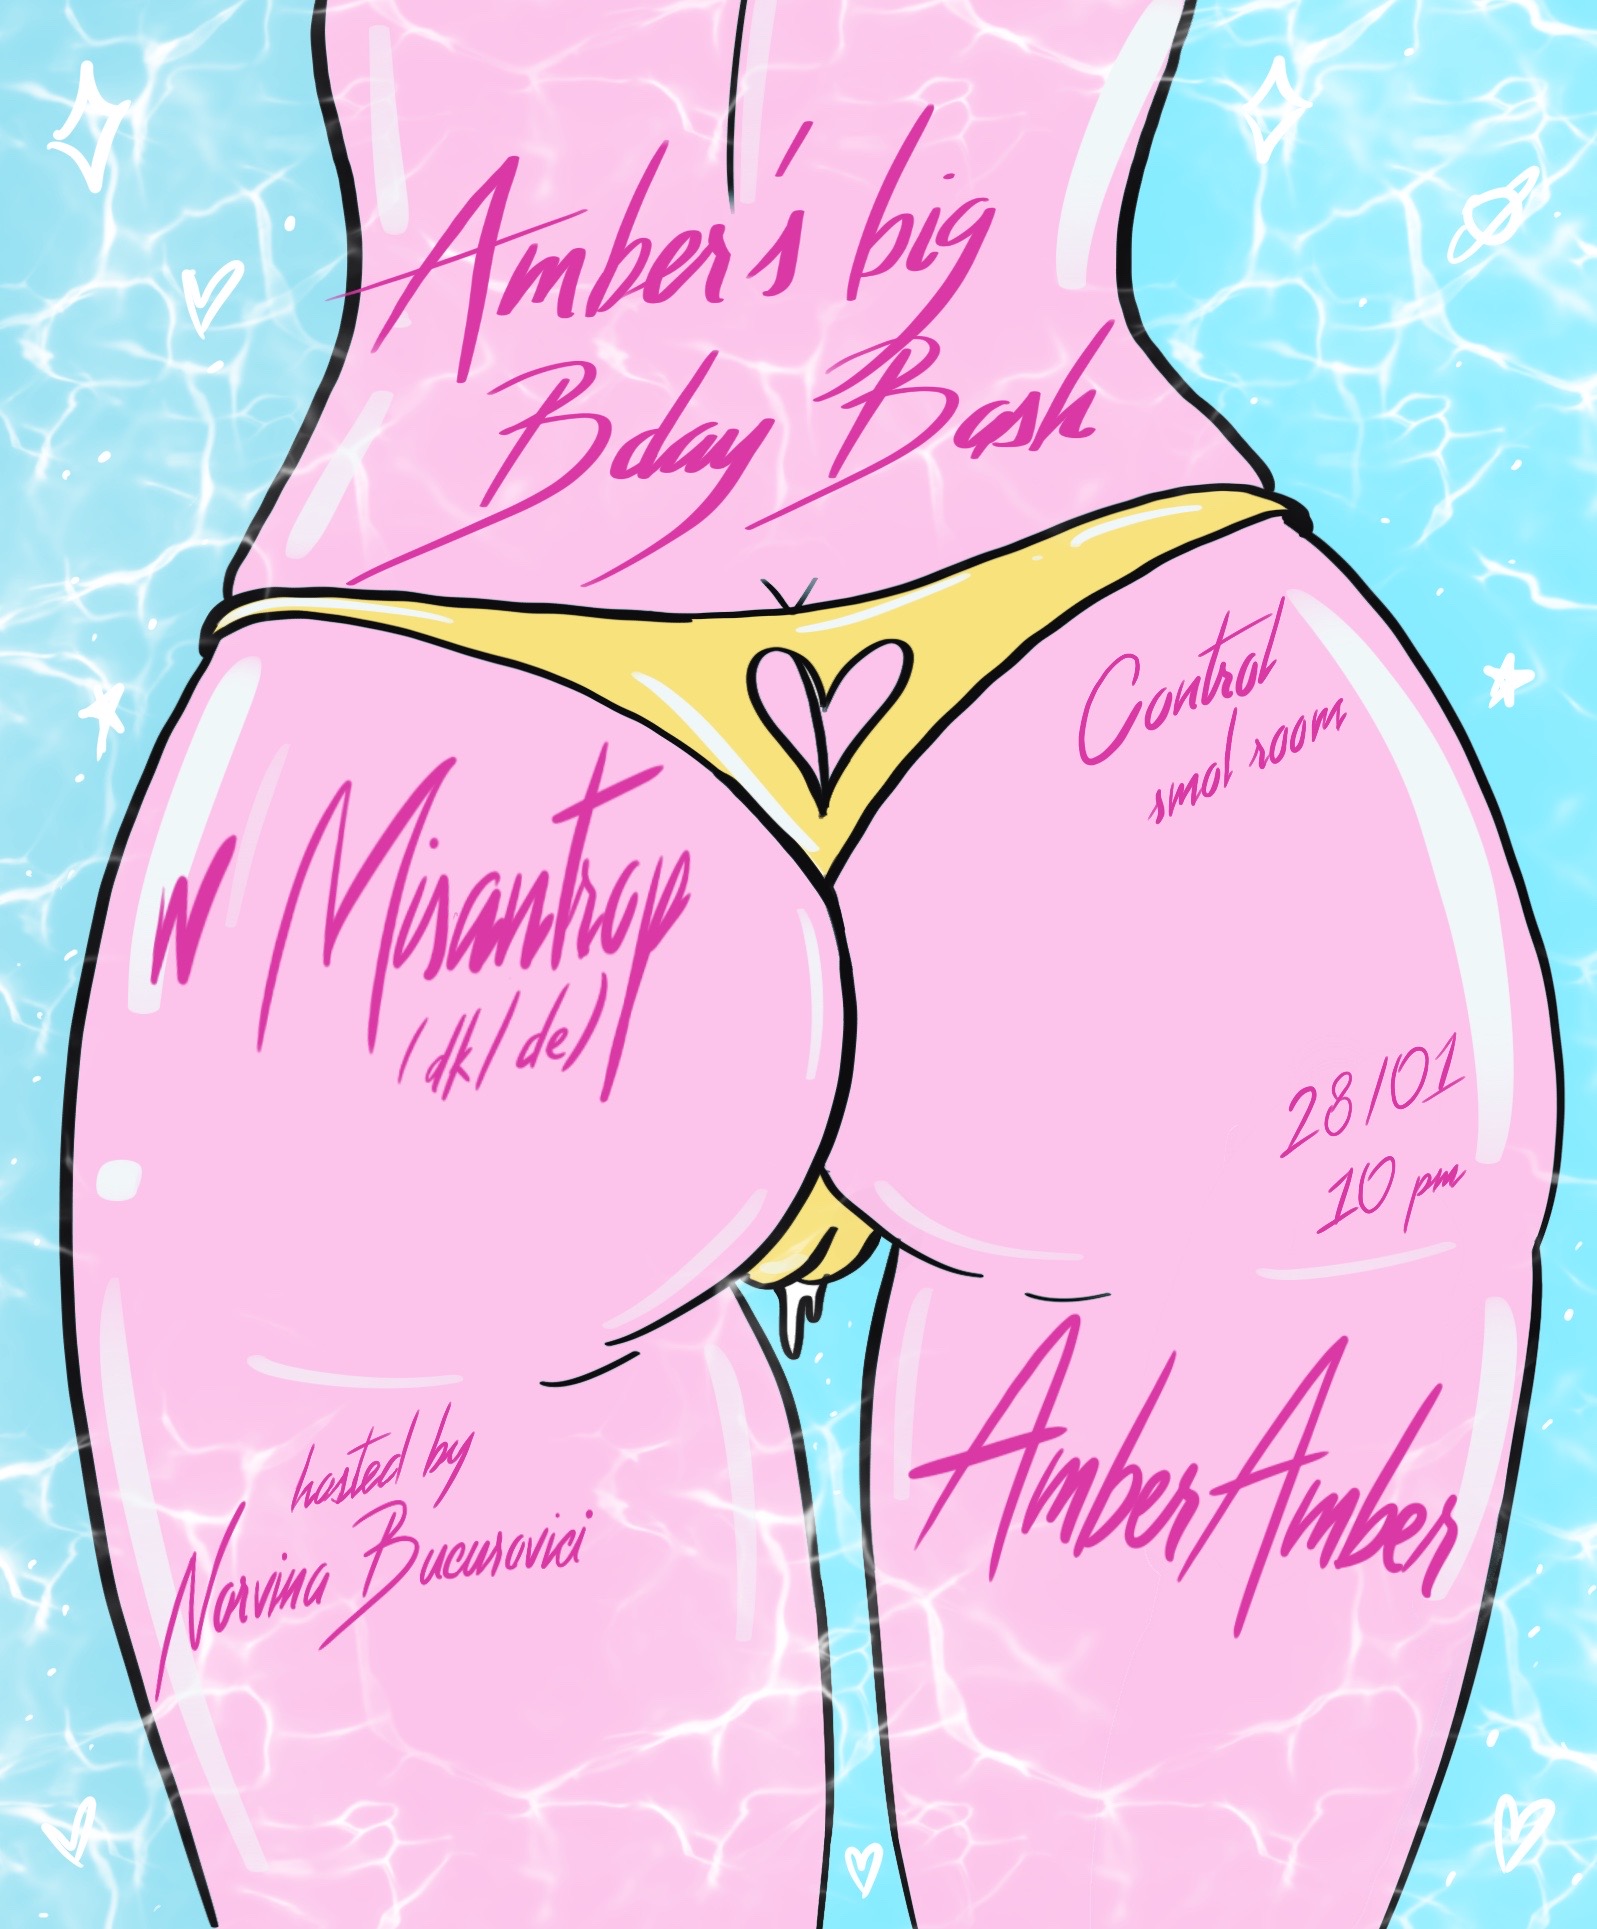 Amber's big
Bday Bash
Control
smol room
w Misantrop
(dk/de)
28/01
10 pm
hosted by
Norvina Bucurovici
AmberAmber